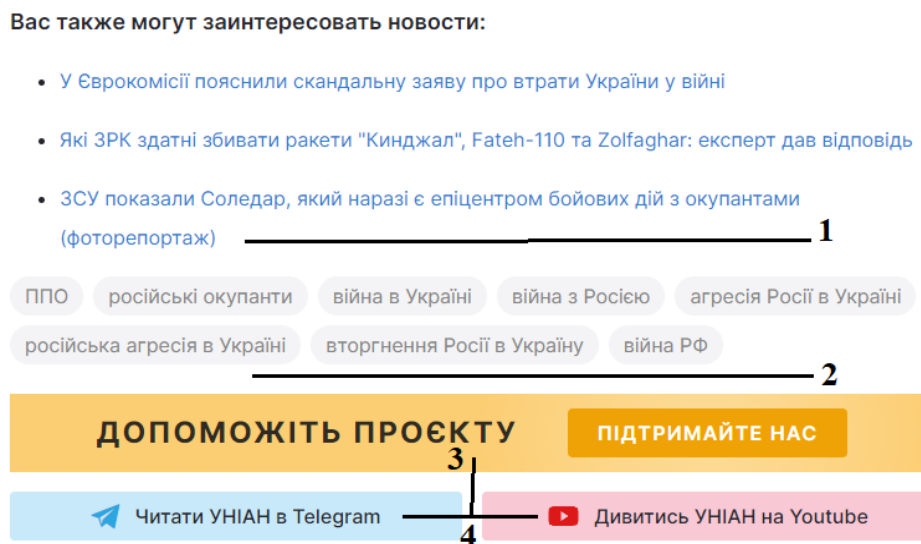 Вас также могут заинтересовать новости:
У Єврокомісії пояснили скандальну заяву про втрати України у війні
Які ЗРК здатні збивати ракети "Кинджал", Fateh-110 та Zolfaghar: експерт дав відповідь
ЗСУ показали Соледар, який наразі є епіцентром бойових дій з окупантами
(фоторепортаж)
1
ППО російські окупанти війна в Україні війна з Росією агресія Росії в Україні
російська агресія в Україні вторгнення Росії в Україну війна РФ
2
ДОПОМОЖІТЬ ПРОЄКТУ ПІДТРИМАЙТЕ НАС
3
Читати УНІАН в Telegram Дивитись УНІАН на Youtube
4